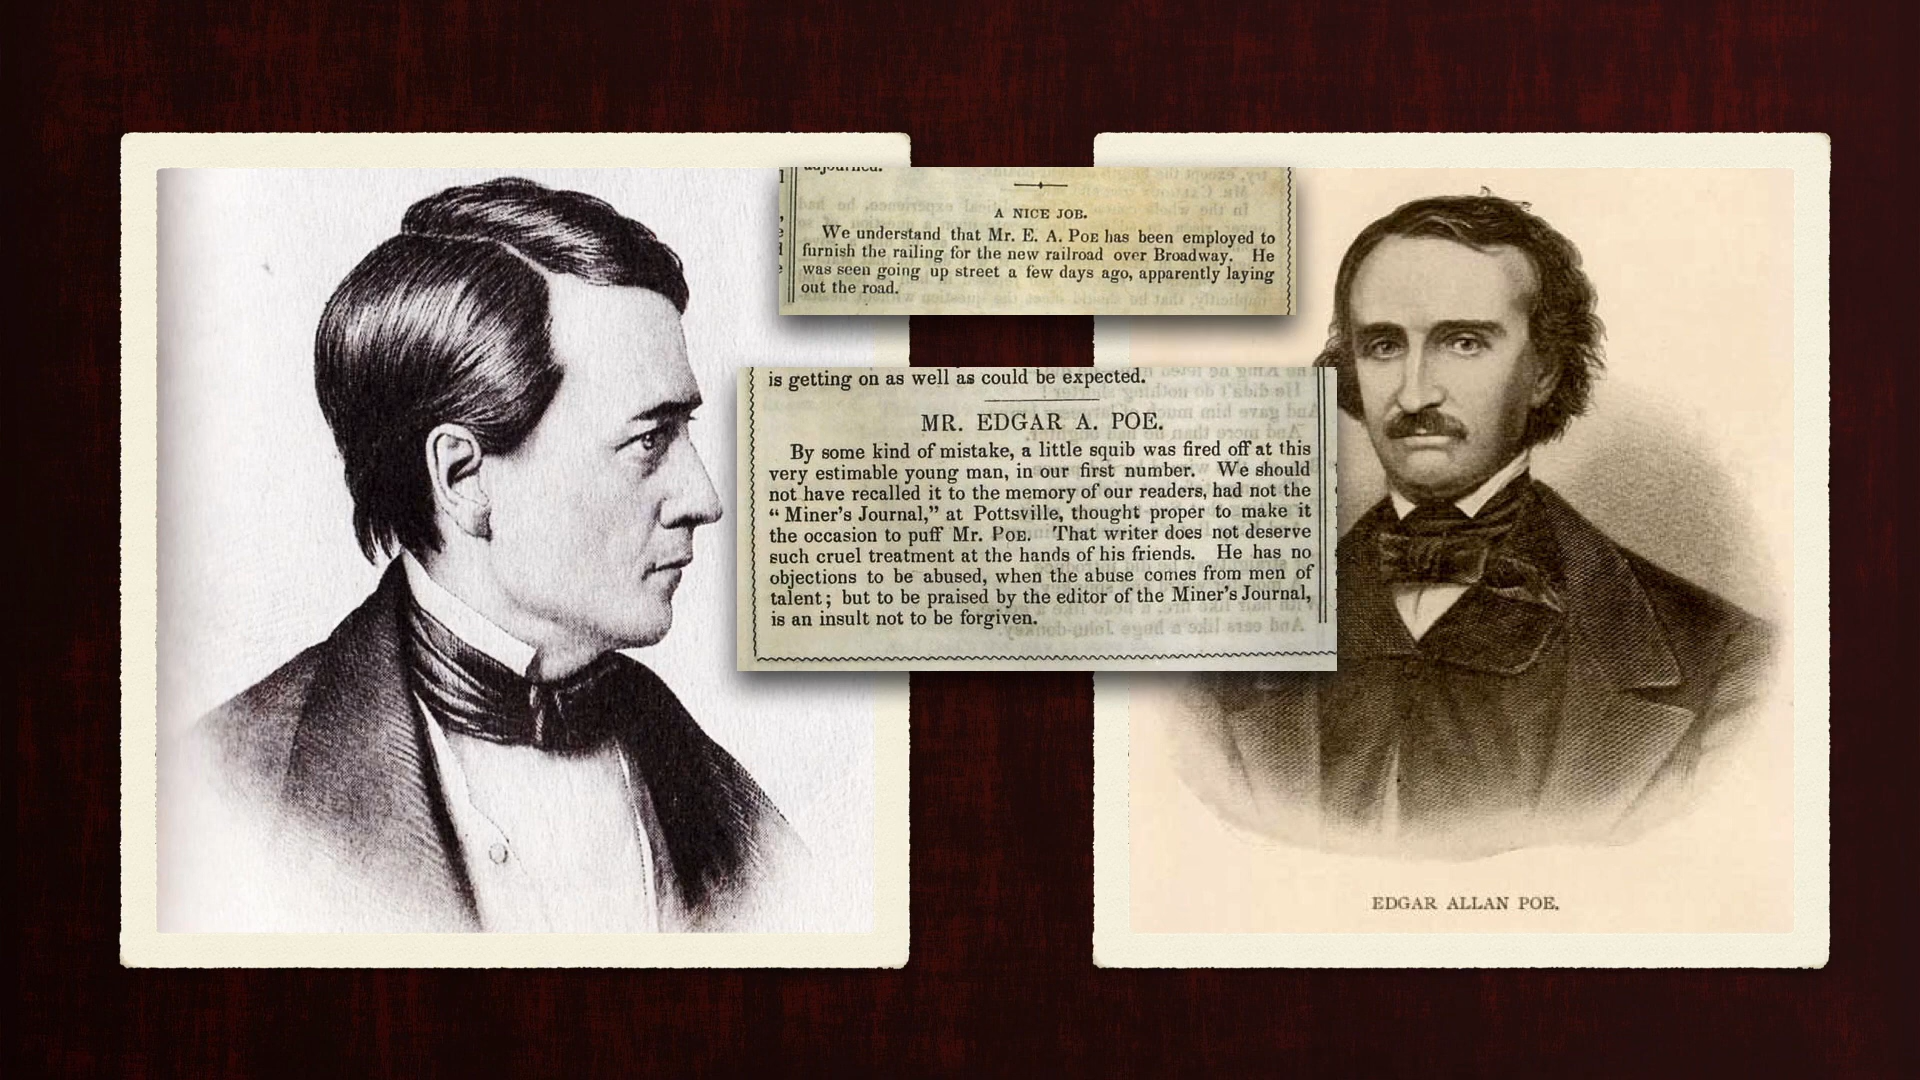 adjourned.
A NICE JOB.
We understand that Mr. E. A. POE has been employed to
furnish the railing for the new railroad over Broadway. He
was seen going up street a few days ago, apparently laying
out the road.
is getting on as well as could be expected.
MR. EDGAR A. POE.
By some kind of mistake, a little squib was fired off at this
very estimable young man, in our first number. We should
not have recalled it to the memory of our readers, had not the
“ Miner’s Journal,” at Pottsville, thought proper to make it
the occasion to puff Mr. POE. That writer does not deserve
such cruel treatment at the hands of his friends. He has no
objections to be abused, when the abuse comes from men of
talent; but to be praised by the editor of the Miner’s Journal,
is an insult not to be forgiven.
EDGAR ALLAN POE.